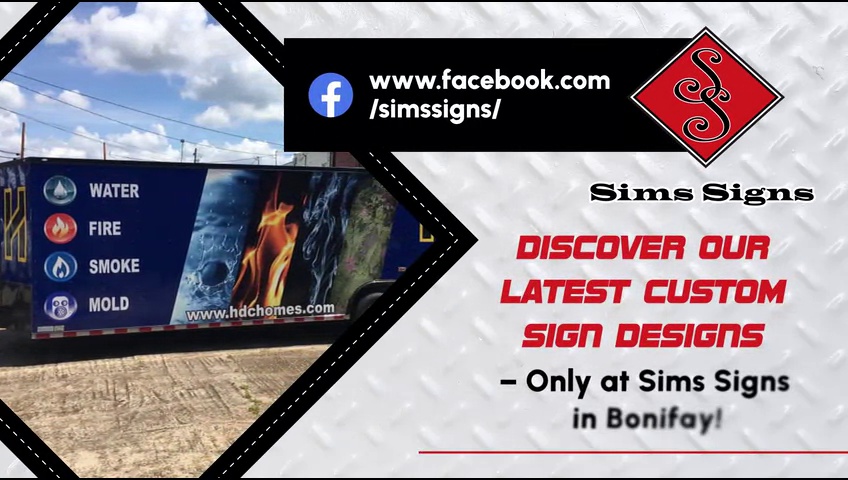 www.facebook.com
/simssigns/
SS
Sims Signs
WATER
FIRE
SMOKE
MOLD
www.hdchomes.com
DISCOVER OUR
LATEST CUSTOM
SIGN DESIGNS
– Only at Sims Signs
in Bonifay!